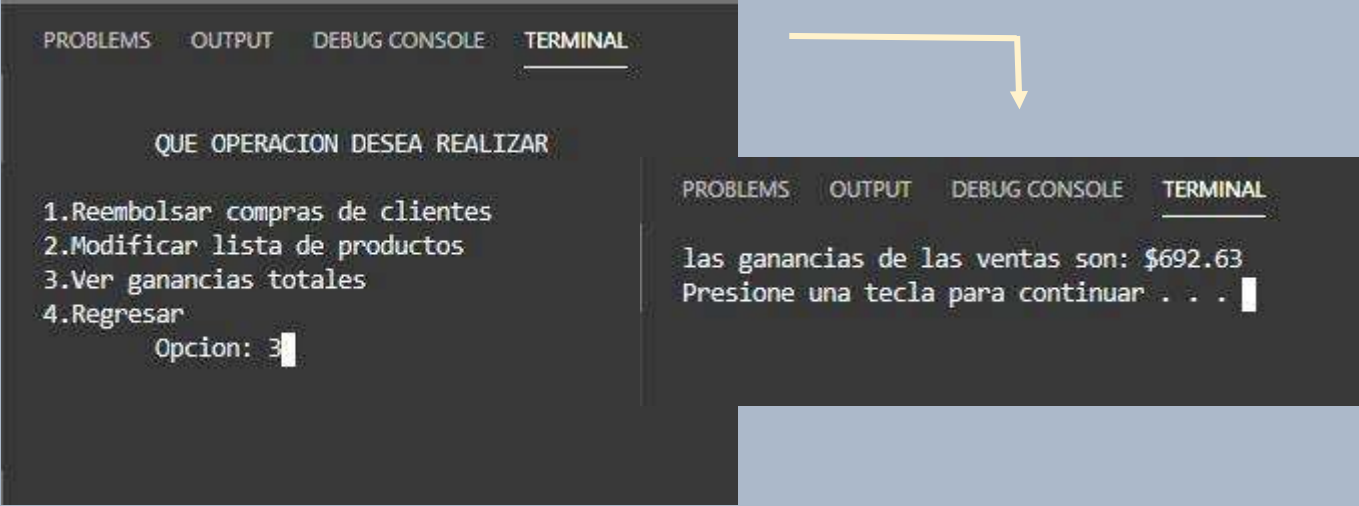 PROBLEMS OUTPUT DEBUG CONSOLE TERMINAL
QUE OPERACION DESEA REALIZAR
1.Reembolsar compras de clientes
2.Modificar lista de productos
3.Ver ganancias totales
4.Regresar
Opcion: 3
PROBLEMS OUTPUT DEBUG CONSOLE TERMINAL
las ganancias de las ventas son: $692.63
Presione una tecla para continuar . . .